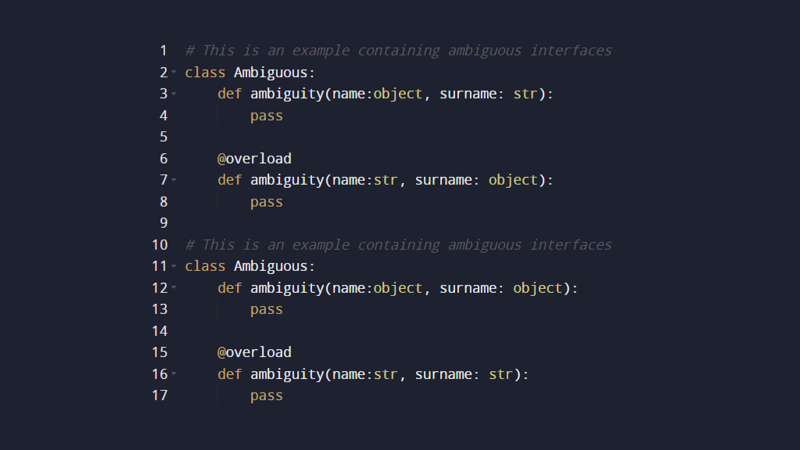 1 # This is an example containing ambiguous interfaces
2 class Ambiguous:
3 def ambiguity(name:object, surname: str):
4 pass
5
6 @overload
7 def ambiguity(name:str, surname: object):
8 pass
9
10 # This is an example containing ambiguous interfaces
11 class Ambiguous:
12 def ambiguity(name:object, surname: object):
13 pass
14
15 @overload
16 def ambiguity(name:str, surname: str):
17 pass